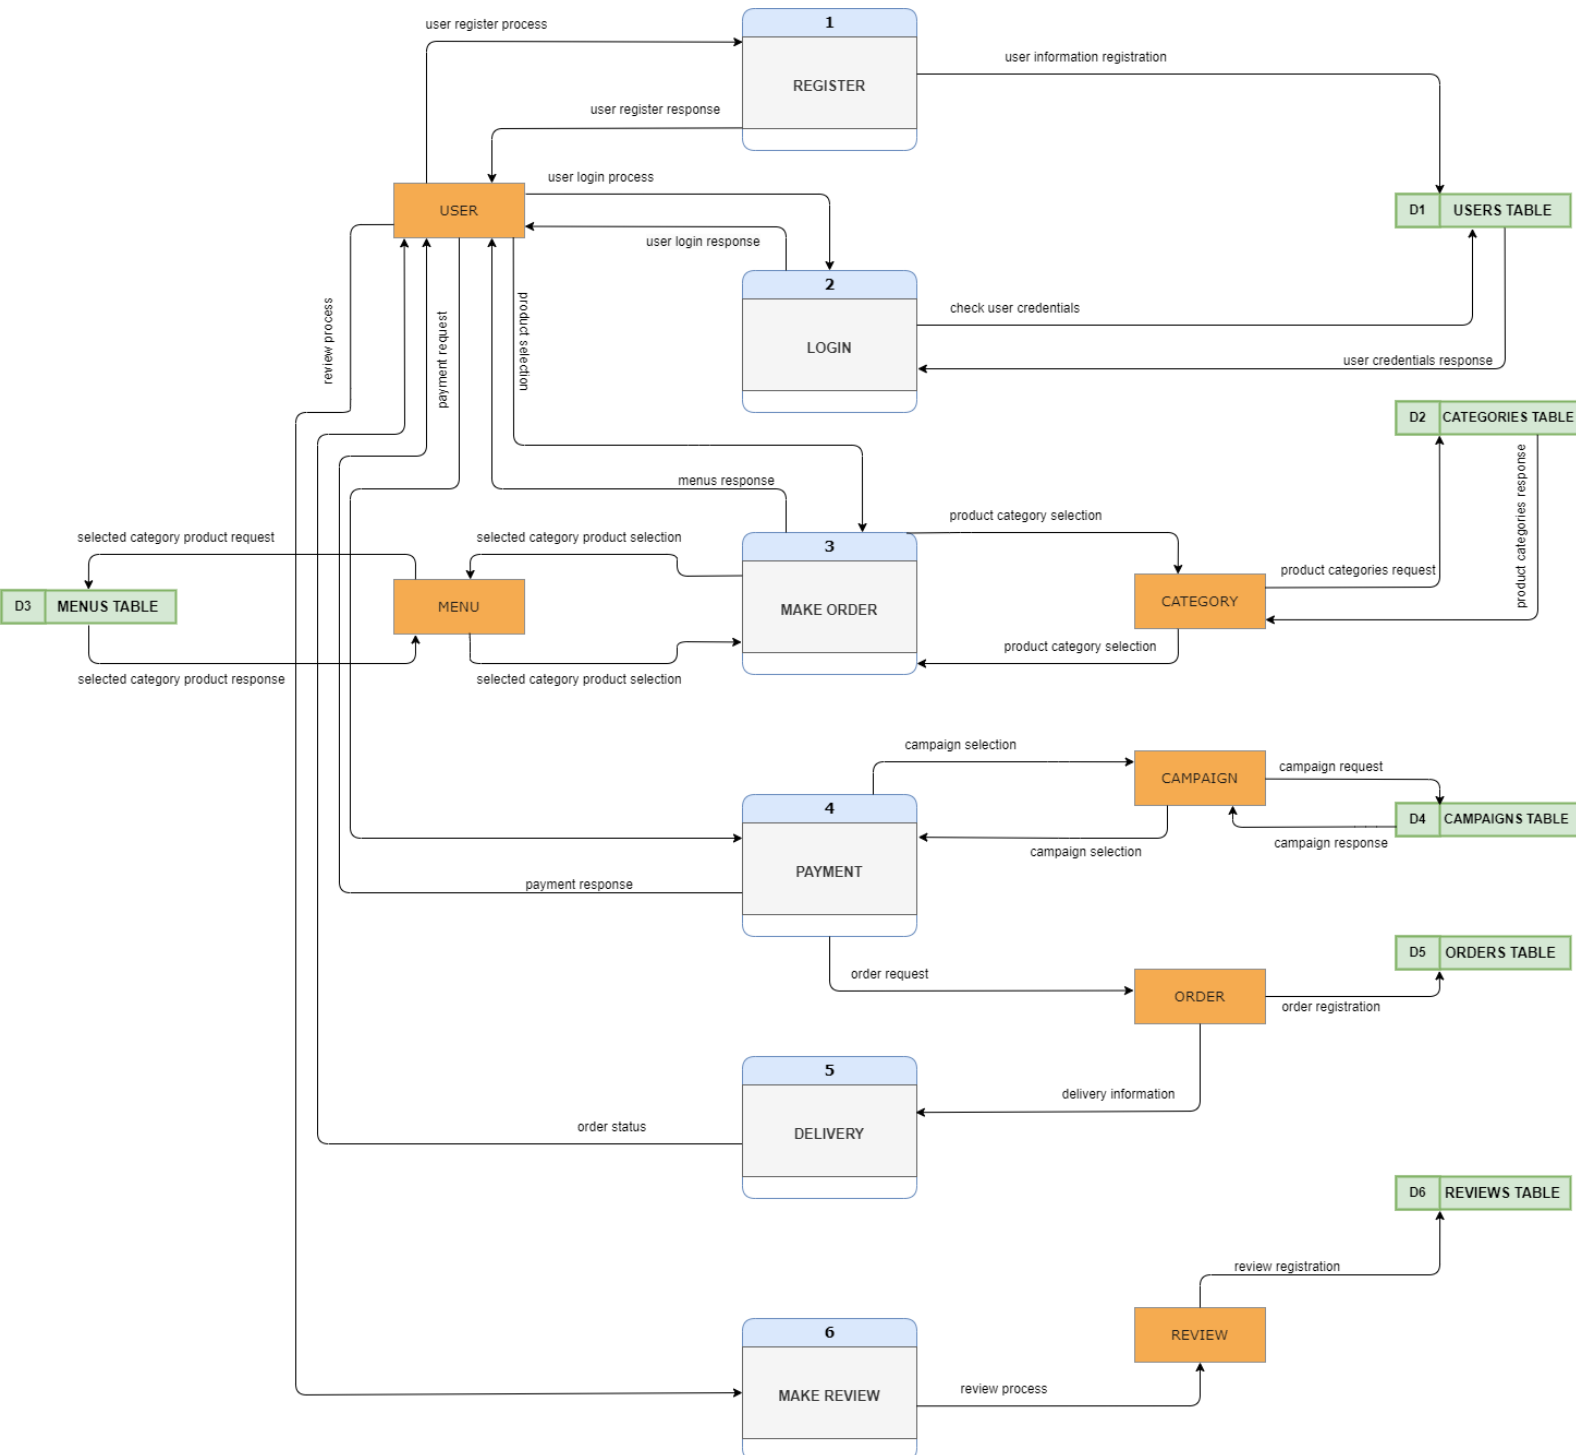 user register process
1
REGISTER
user information registration
user register response
user login process
USER
D1 USERS TABLE
user login response
2
LOGIN
check user credentials
user credentials response
review process
payment request
product selection
D2 CATEGORIES TABLE
product categories response
menus response
product category selection
selected category product request
selected category product selection
3
MAKE ORDER
product categories request
CATEGORY
D3 MENUS TABLE
MENU
product category selection
selected category product response
selected category product selection
campaign selection
CAMPAIGN
campaign request
4
PAYMENT
D4 CAMPAIGNS TABLE
campaign response
campaign selection
payment response
D5 ORDERS TABLE
order request
ORDER
order registration
5
DELIVERY
delivery information
order status
D6 REVIEWS TABLE
review registration
6
MAKE REVIEW
REVIEW
review process